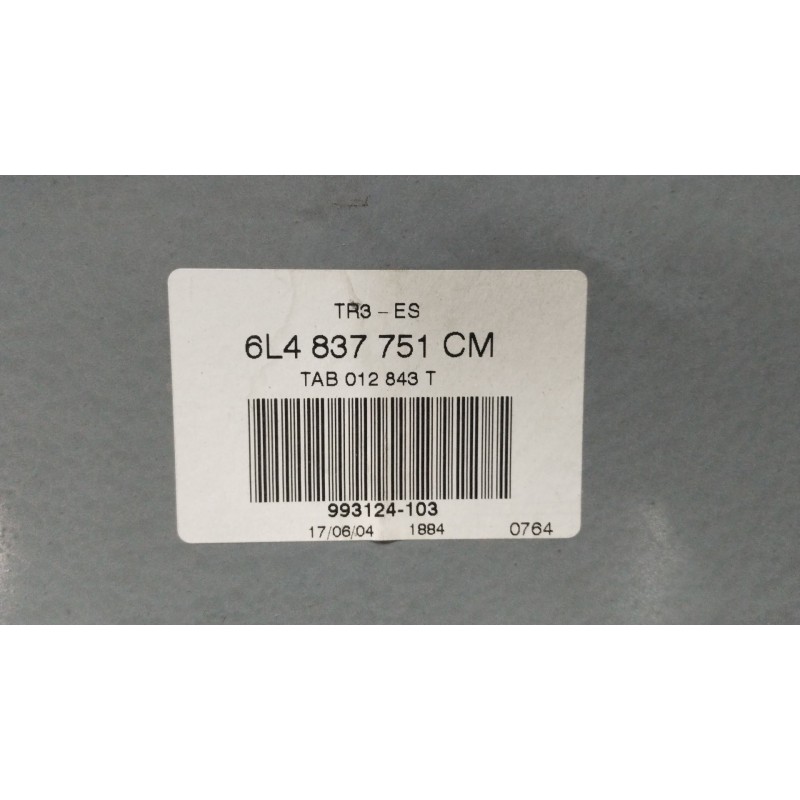 TR3 - ES
6L4 837 751 CM
TAB 012 843 T
993124-103
17/06/04 1884 0764